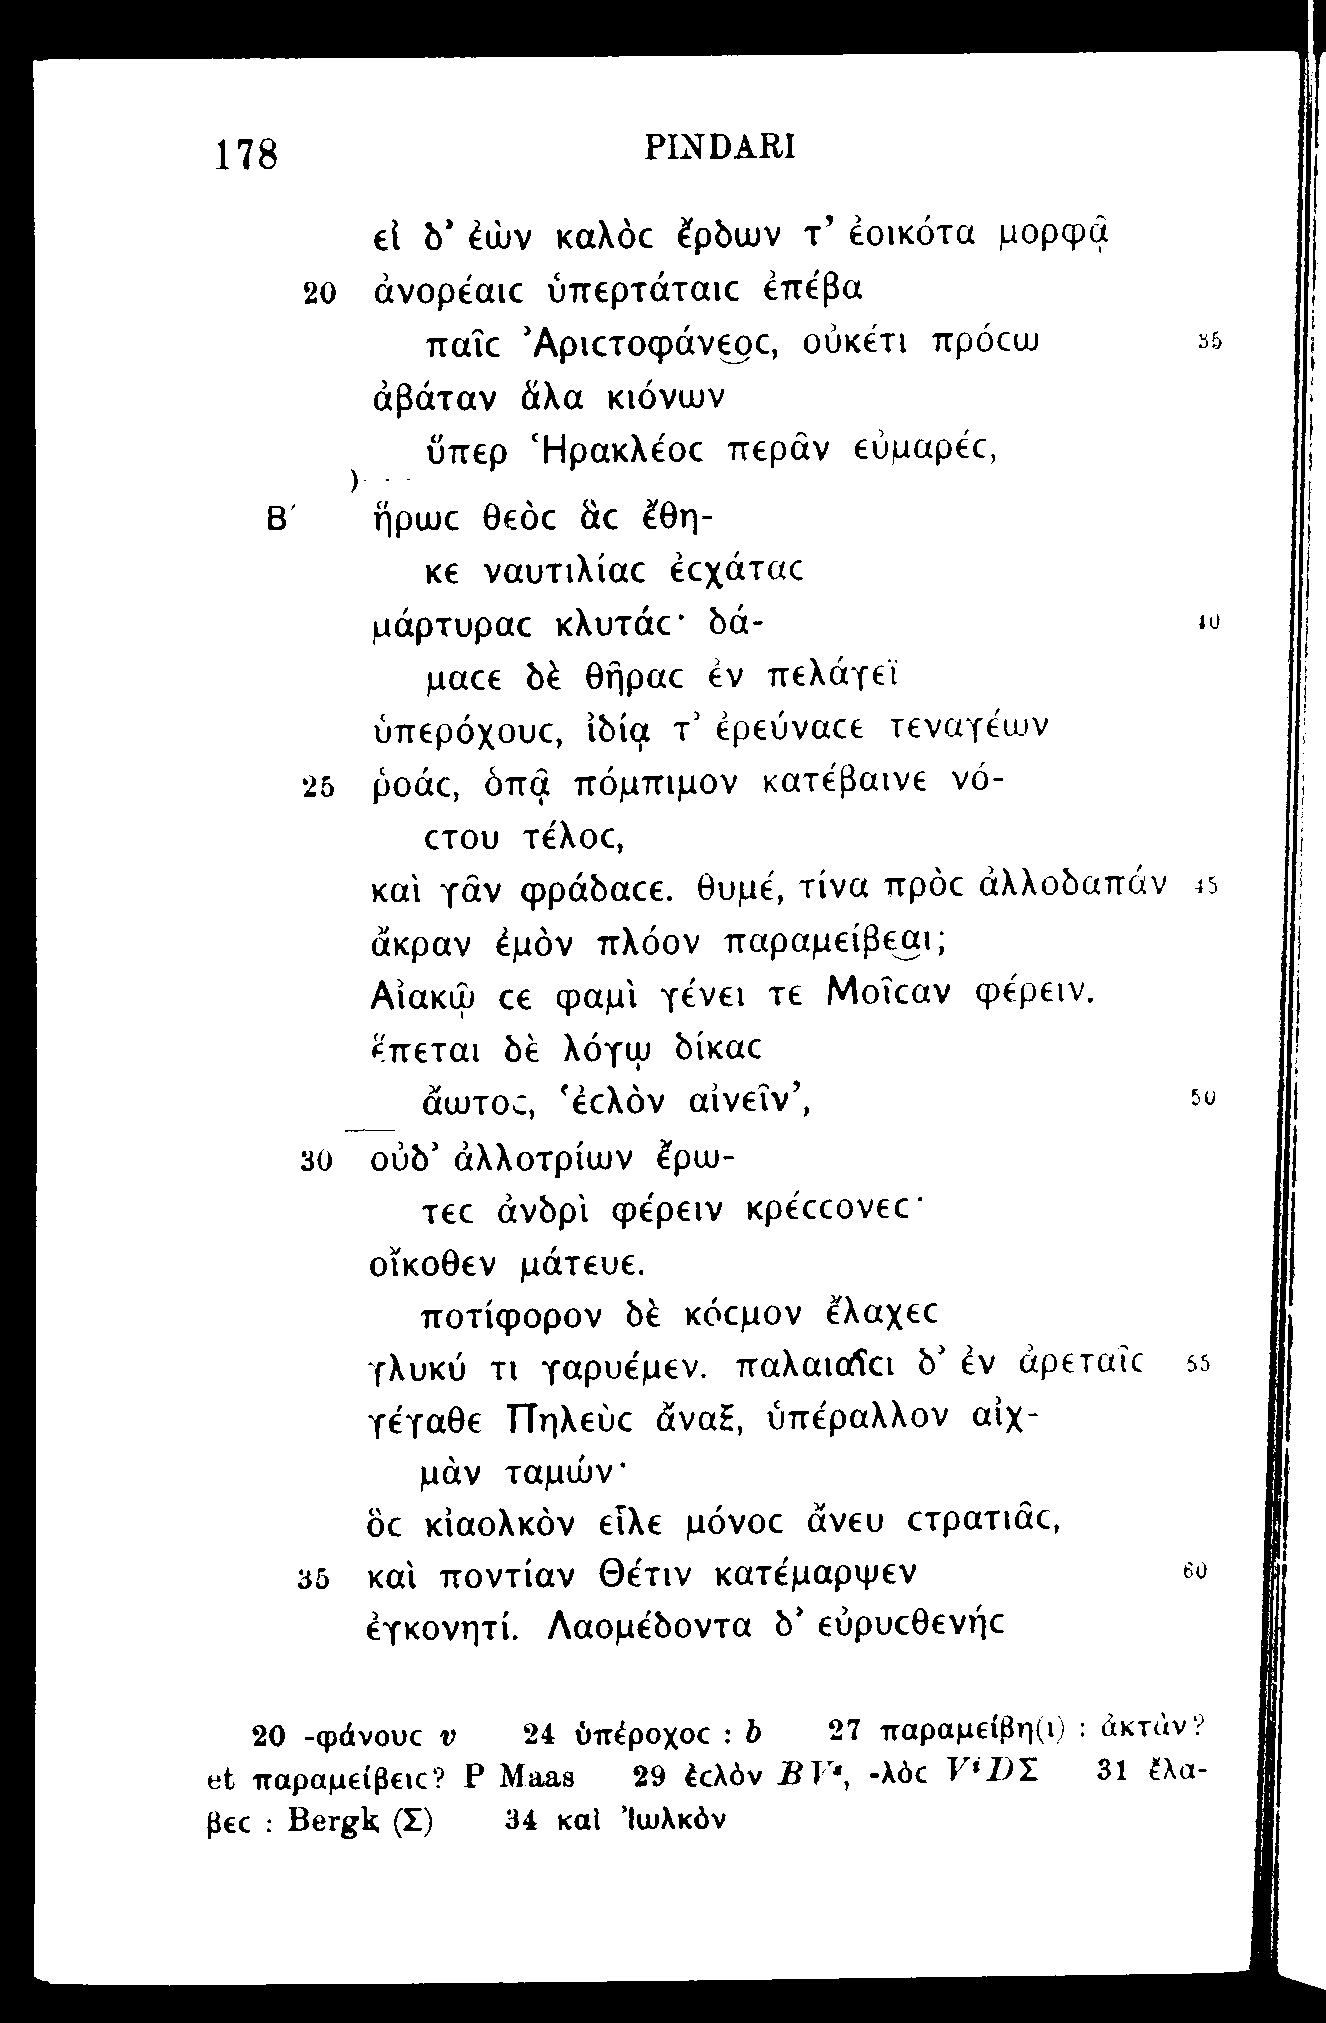 178 PINDARI
εἰ δ’ ἐὼν καλὸϲ ἔρδων τ’ ἐοικότα μορφᾷ
20 ἀνορέαιϲ ὑπερτάταιϲ ἐπέβα
παῖϲ Ἀριϲτοφάνεοϲ, οὐκέτι πρόϲω 35
ἀβάταν ἅλα κιόνων
ὕπερ Ἡρακλέοϲ περᾶν εὐμαρέϲ,
Β΄ ἥρωϲ θεὸϲ ἃϲ ἔθη-
κε ναυτιλίαϲ ἐϲχάταϲ
μάρτυραϲ κλυτάϲ· δά- 40
μαϲε δὲ θῆραϲ ἐν πελάγεϊ
ὑπερόχουϲ, ἰδίᾳ τ’ ἐρεύναϲε τεναγέων
25 ῥοάϲ, ὁπᾷ πόμπιμον κατέβαινε νό-
ϲτου τέλοϲ,
καὶ γᾶν φράδαϲε. θυμέ, τίνα πρὸϲ ἀλλοδαπάν 45
ἄκραν ἐμὸν πλόον παραμείβεαι;
Αἰακῷ ϲε φαμὶ γένει τε Μοῖϲαν φέρειν.
ἕπεται δὲ λόγῳ δίκαϲ
ἄωτοϲ, ‘ἐϲλὸν αἰνεῖν’, 50
30 οὐδ’ ἀλλοτρίων ἔρω-
τεϲ ἀνδρὶ φέρειν κρέϲϲονεϲ·
οἴκοθεν μάτευε.
ποτίφορον δὲ κόϲμον ἔλαχεϲ
γλυκύ τι γαρυέμεν. παλαιαῖϲι δ’ ἐν ἀρεταῖϲ 55
γέγαθε Πηλεὺϲ ἄναξ, ὑπέραλλον αἰχ-
μὰν ταμών·
ὃϲ κἰαολκὸν εἷλε μόνοϲ ἄνευ ϲτρατιᾶϲ,
35 καὶ ποντίαν Θέτιν κατέμαρψεν 60
ἐγκονητί. Λαομέδοντα δ’ εὐρυϲθενήϲ
20 -φάνουϲ v 24 ὑπέροχοϲ : b 27 παραμείβη(ι) : ἀκτὰν?
et παραμείβειϲ? P Maas 29 ἐϲλὸν BVˢ, -λὸϲ VⁱDΣ 31 ἔλα-
βεϲ : Bergk (Σ) 34 καὶ Ἰωλκὸν